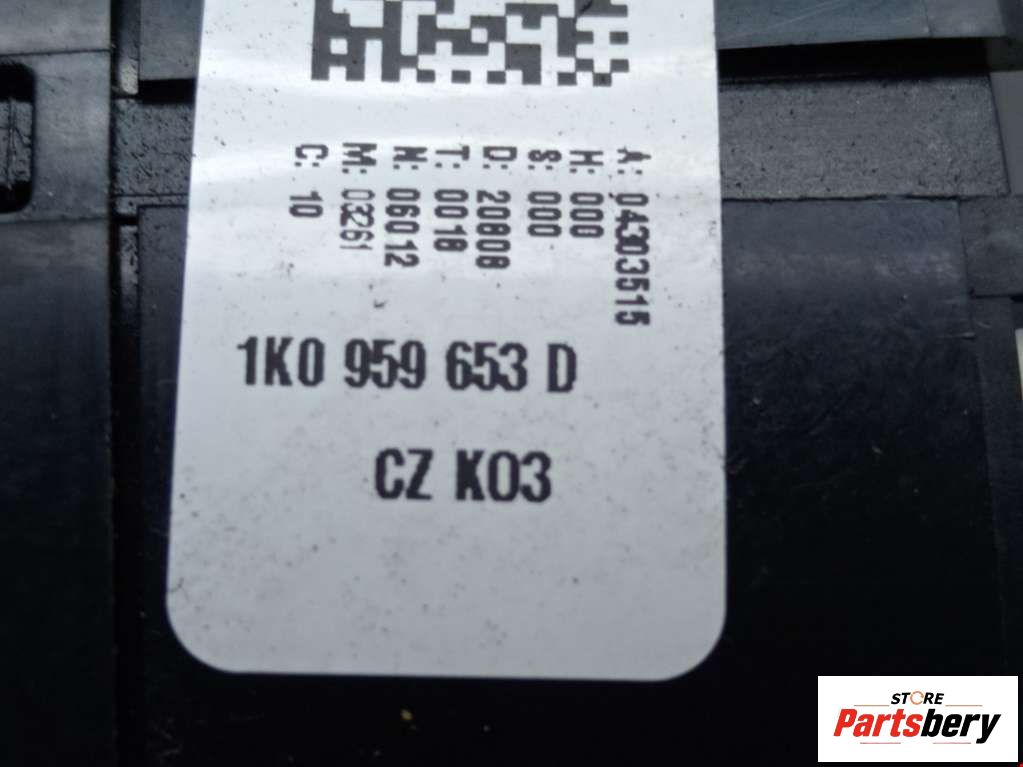 A: 04303515
H: 000
S: 000
D: 20808
T: 0018
N: 06012
M: 03261
C: 10
1K0 959 653 D
CZ K03
STORE
Partsbery